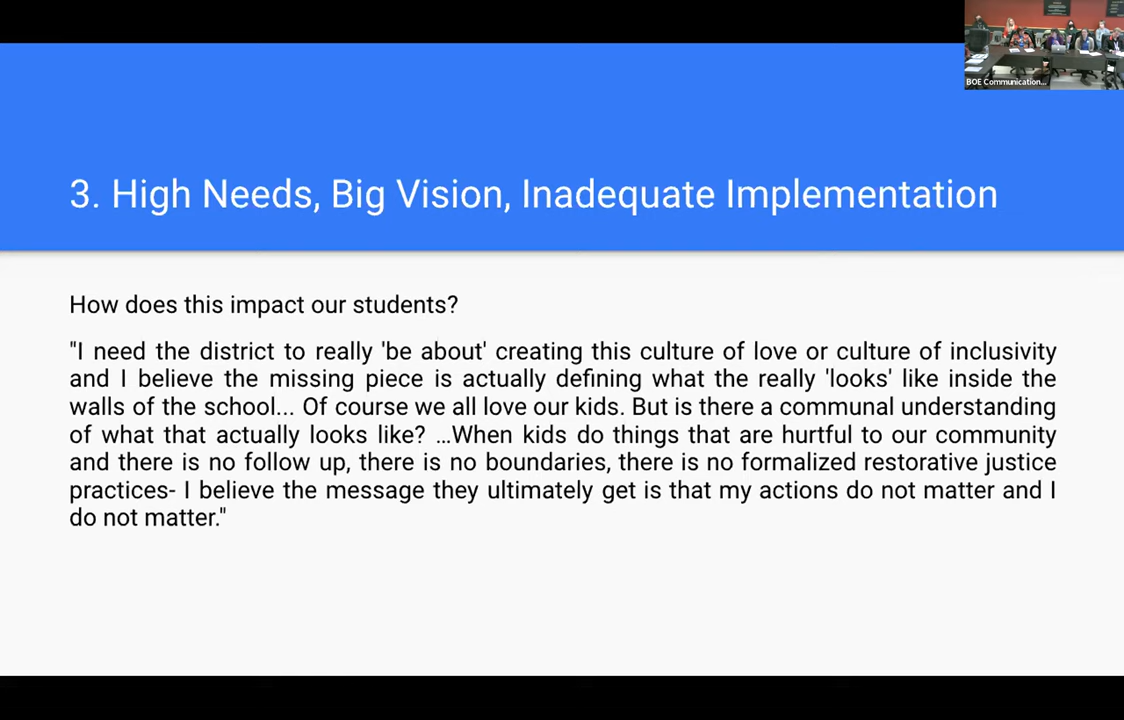 BOE Communication...
3. High Needs, Big Vision, Inadequate Implementation
How does this impact our students?
"I need the district to really 'be about' creating this culture of love or culture of inclusivity
and I believe the missing piece is actually defining what the really 'looks' like inside the
walls of the school... Of course we all love our kids. But is there a communal understanding
of what that actually looks like? ...When kids do things that are hurtful to our community
and there is no follow up, there is no boundaries, there is no formalized restorative justice
practices- I believe the message they ultimately get is that my actions do not matter and I
do not matter."